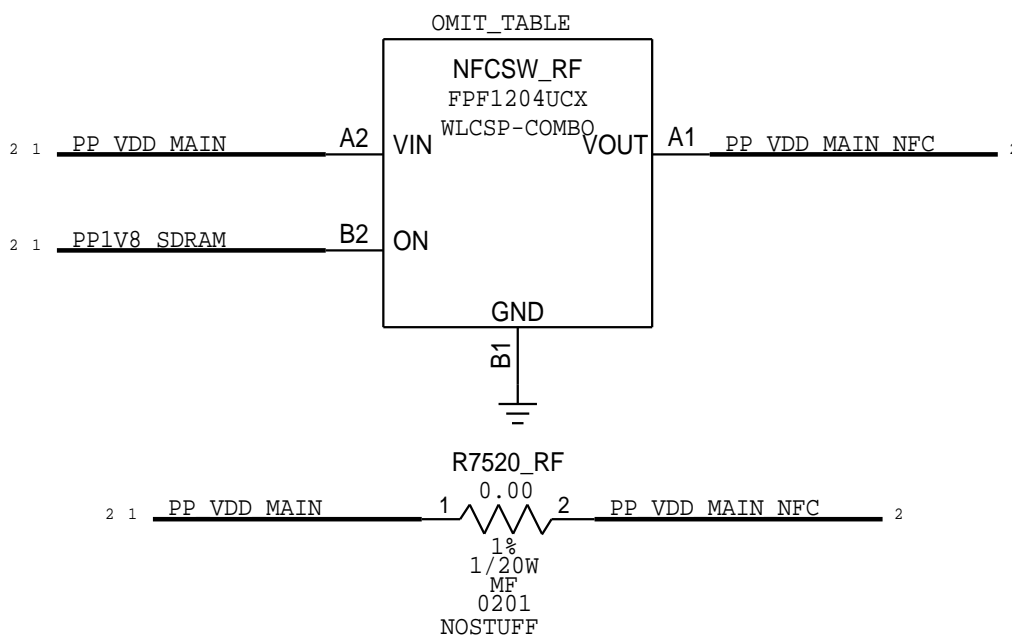 OMIT_TABLE
NFCSW_RF
FPF1204UCX
WLCSP-COMBO
2 1 PP_VDD_MAIN A2 VIN VOUT A1 PP_VDD_MAIN_NFC 2
2 1 PP1V8_SDRAM B2 ON
GND
B1
R7520_RF
0.00
2 1 PP_VDD_MAIN 1 2 PP_VDD_MAIN_NFC 2
1%
1/20W
MF
0201
NOSTUFF